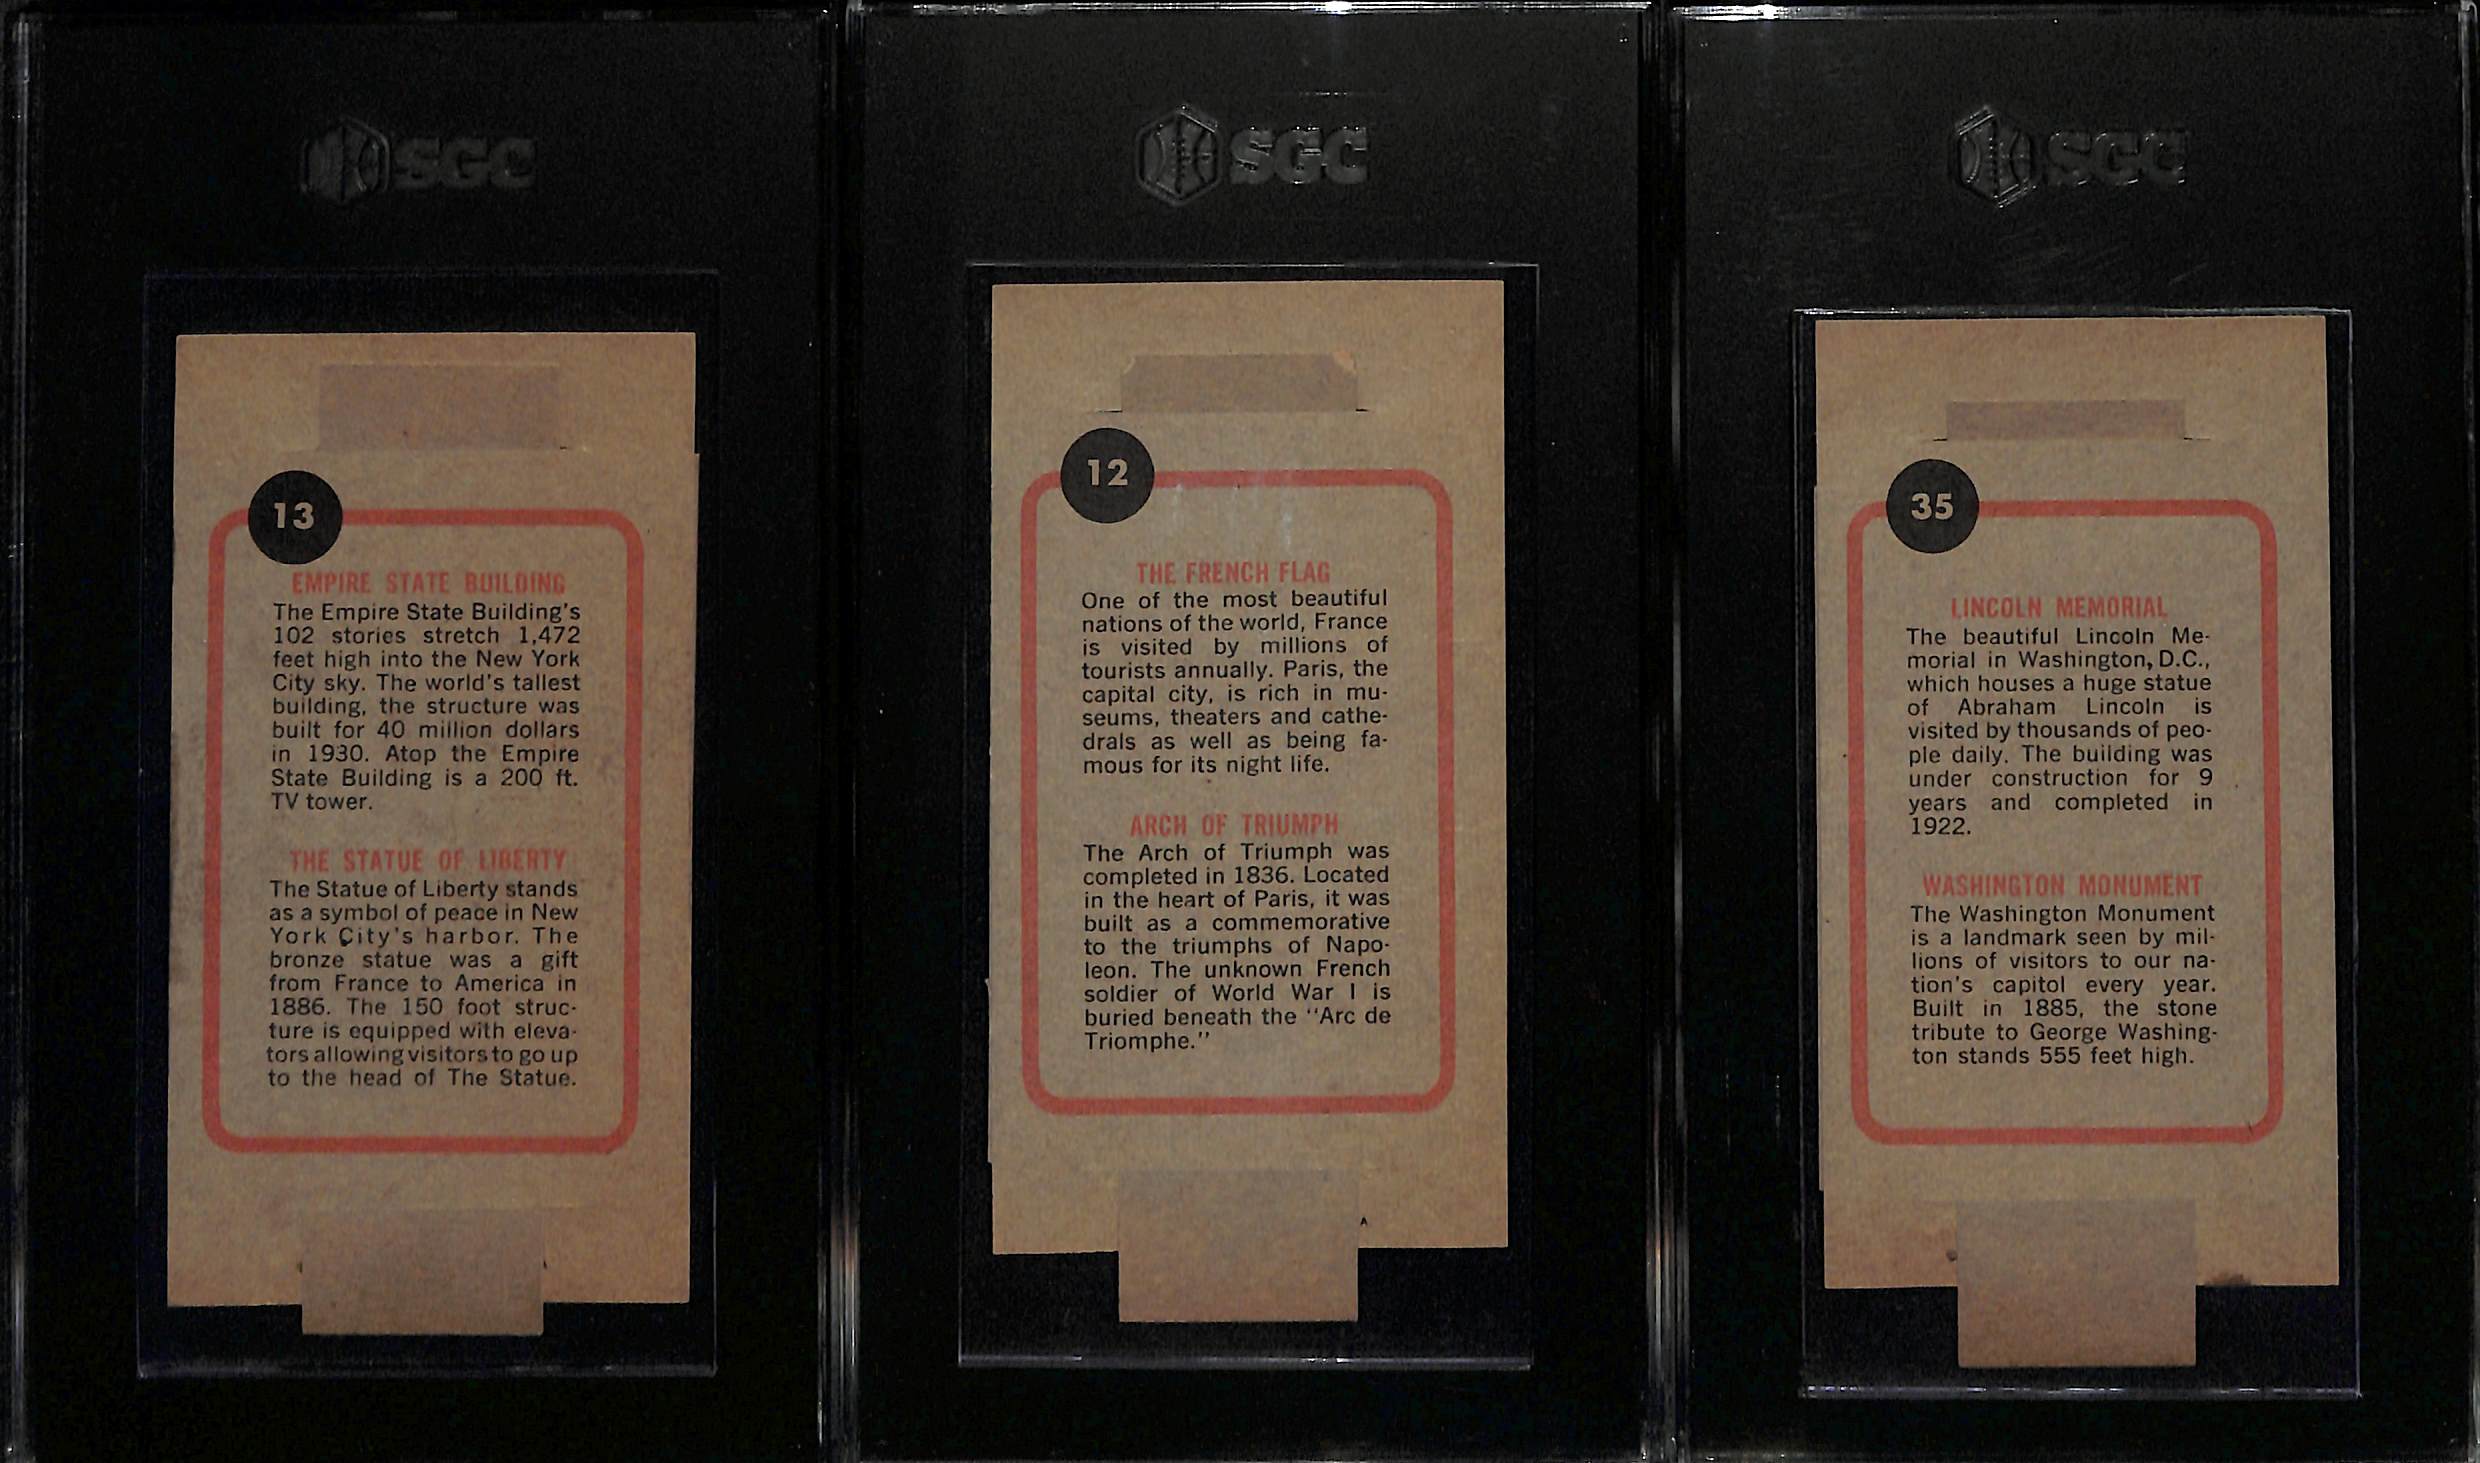 SGC
13
EMPIRE STATE BUILDING
The Empire State Building's
102 stories stretch 1,472
feet high into the New York
City sky. The world's tallest
building, the structure was
built for 40 million dollars
in 1930. Atop the Empire
State Building is a 200 ft.
TV tower.
THE STATUE OF LIBERTY
The Statue of Liberty stands
as a symbol of peace in New
York City's harbor. The
bronze statue was a gift
from France to America in
1886. The 150 foot struc-
ture is equipped with eleva-
tors allowing visitors to go up
to the head of The Statue.
SGC
12
THE FRENCH FLAG
One of the most beautiful
nations of the world, France
is visited by millions of
tourists annually. Paris, the
capital city, is rich in mu-
seums, theaters and cathe-
drals as well as being fa-
mous for its night life.
ARCH OF TRIUMPH
The Arch of Triumph was
completed in 1836. Located
in the heart of Paris, it was
built as a commemorative
to the triumphs of Napo-
leon. The unknown French
soldier of World War I is
buried beneath the "Arc de
Triomphe."
SGC
35
LINCOLN MEMORIAL
The beautiful Lincoln Me-
morial in Washington, D.C.,
which houses a huge statue
of Abraham Lincoln is
visited by thousands of peo-
ple daily. The building was
under construction for 9
years and completed in
1922.
WASHINGTON MONUMENT
The Washington Monument
is a landmark seen by mil-
lions of visitors to our na-
tion's capitol every year.
Built in 1885, the stone
tribute to George Washing-
ton stands 555 feet high.